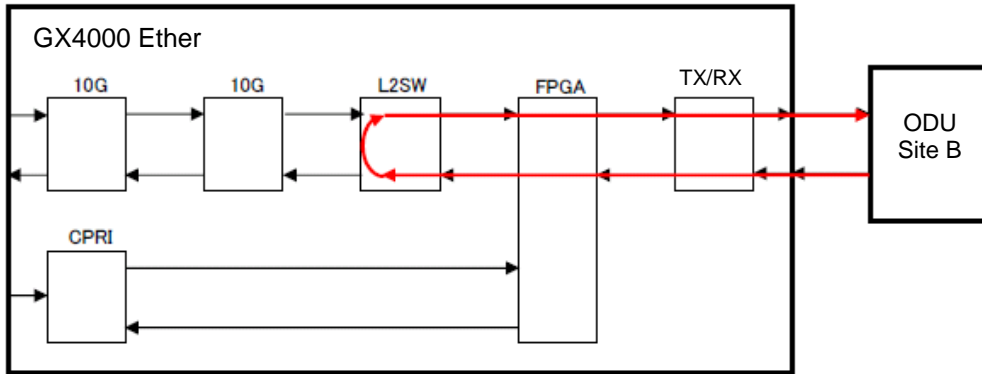 GX4000 Ether
10G
10G
L2SW
FPGA
TX/RX
ODU
Site B
CPRI